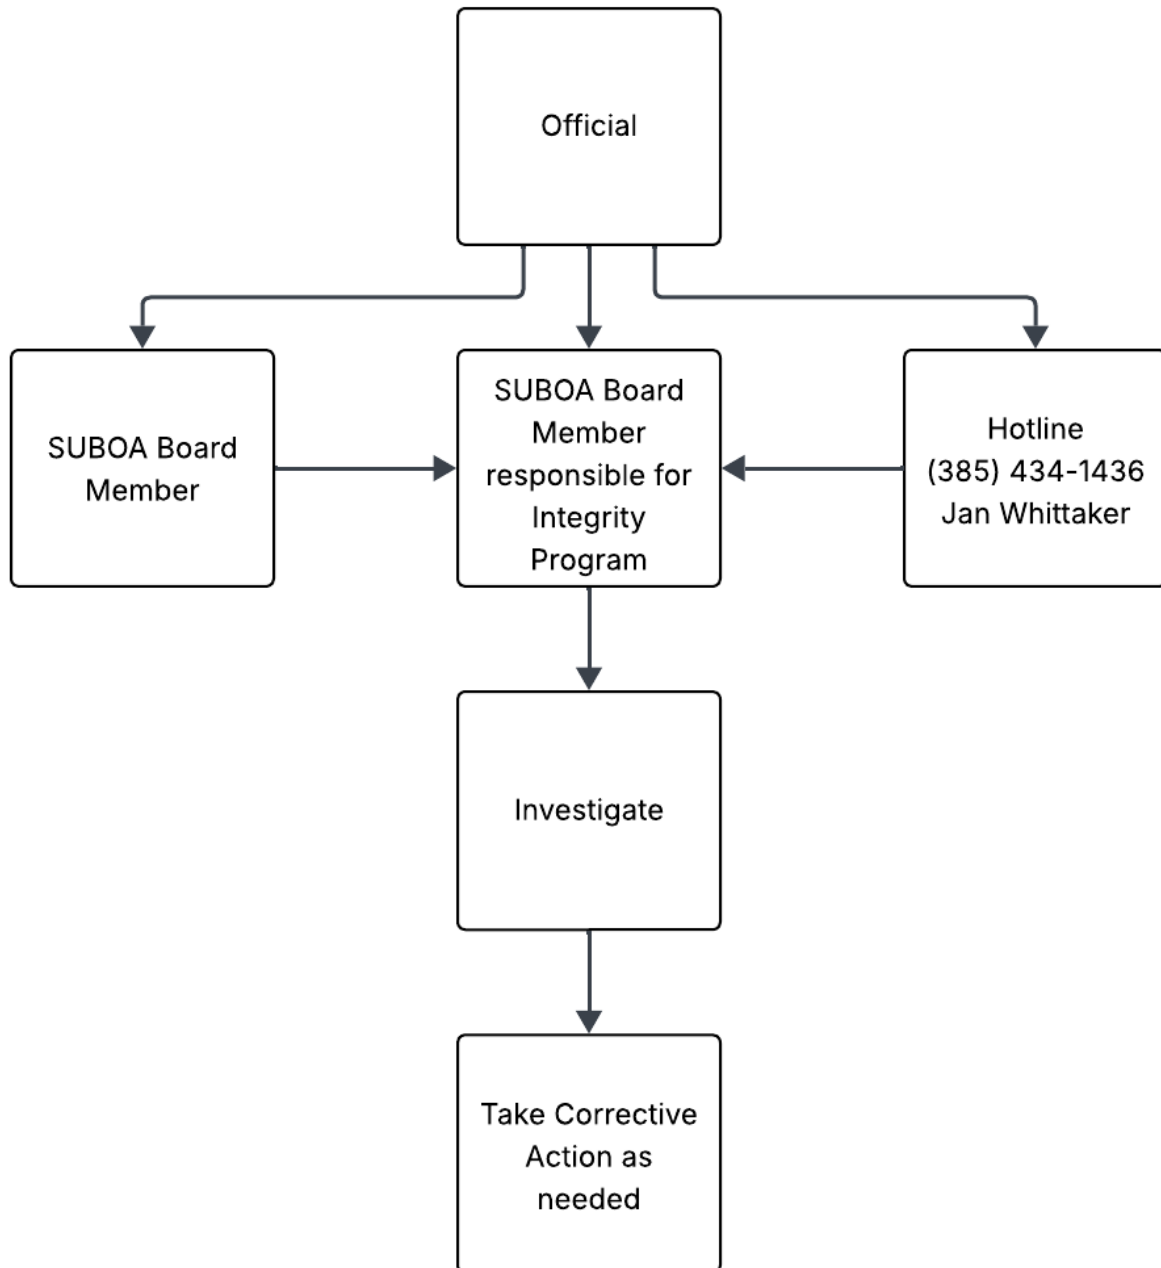 Official
SUBOA Board
Member
SUBOA Board
Member
responsible for
Integrity
Program
Hotline
(385) 434-1436
Jan Whittaker
Investigate
Take Corrective
Action as
needed